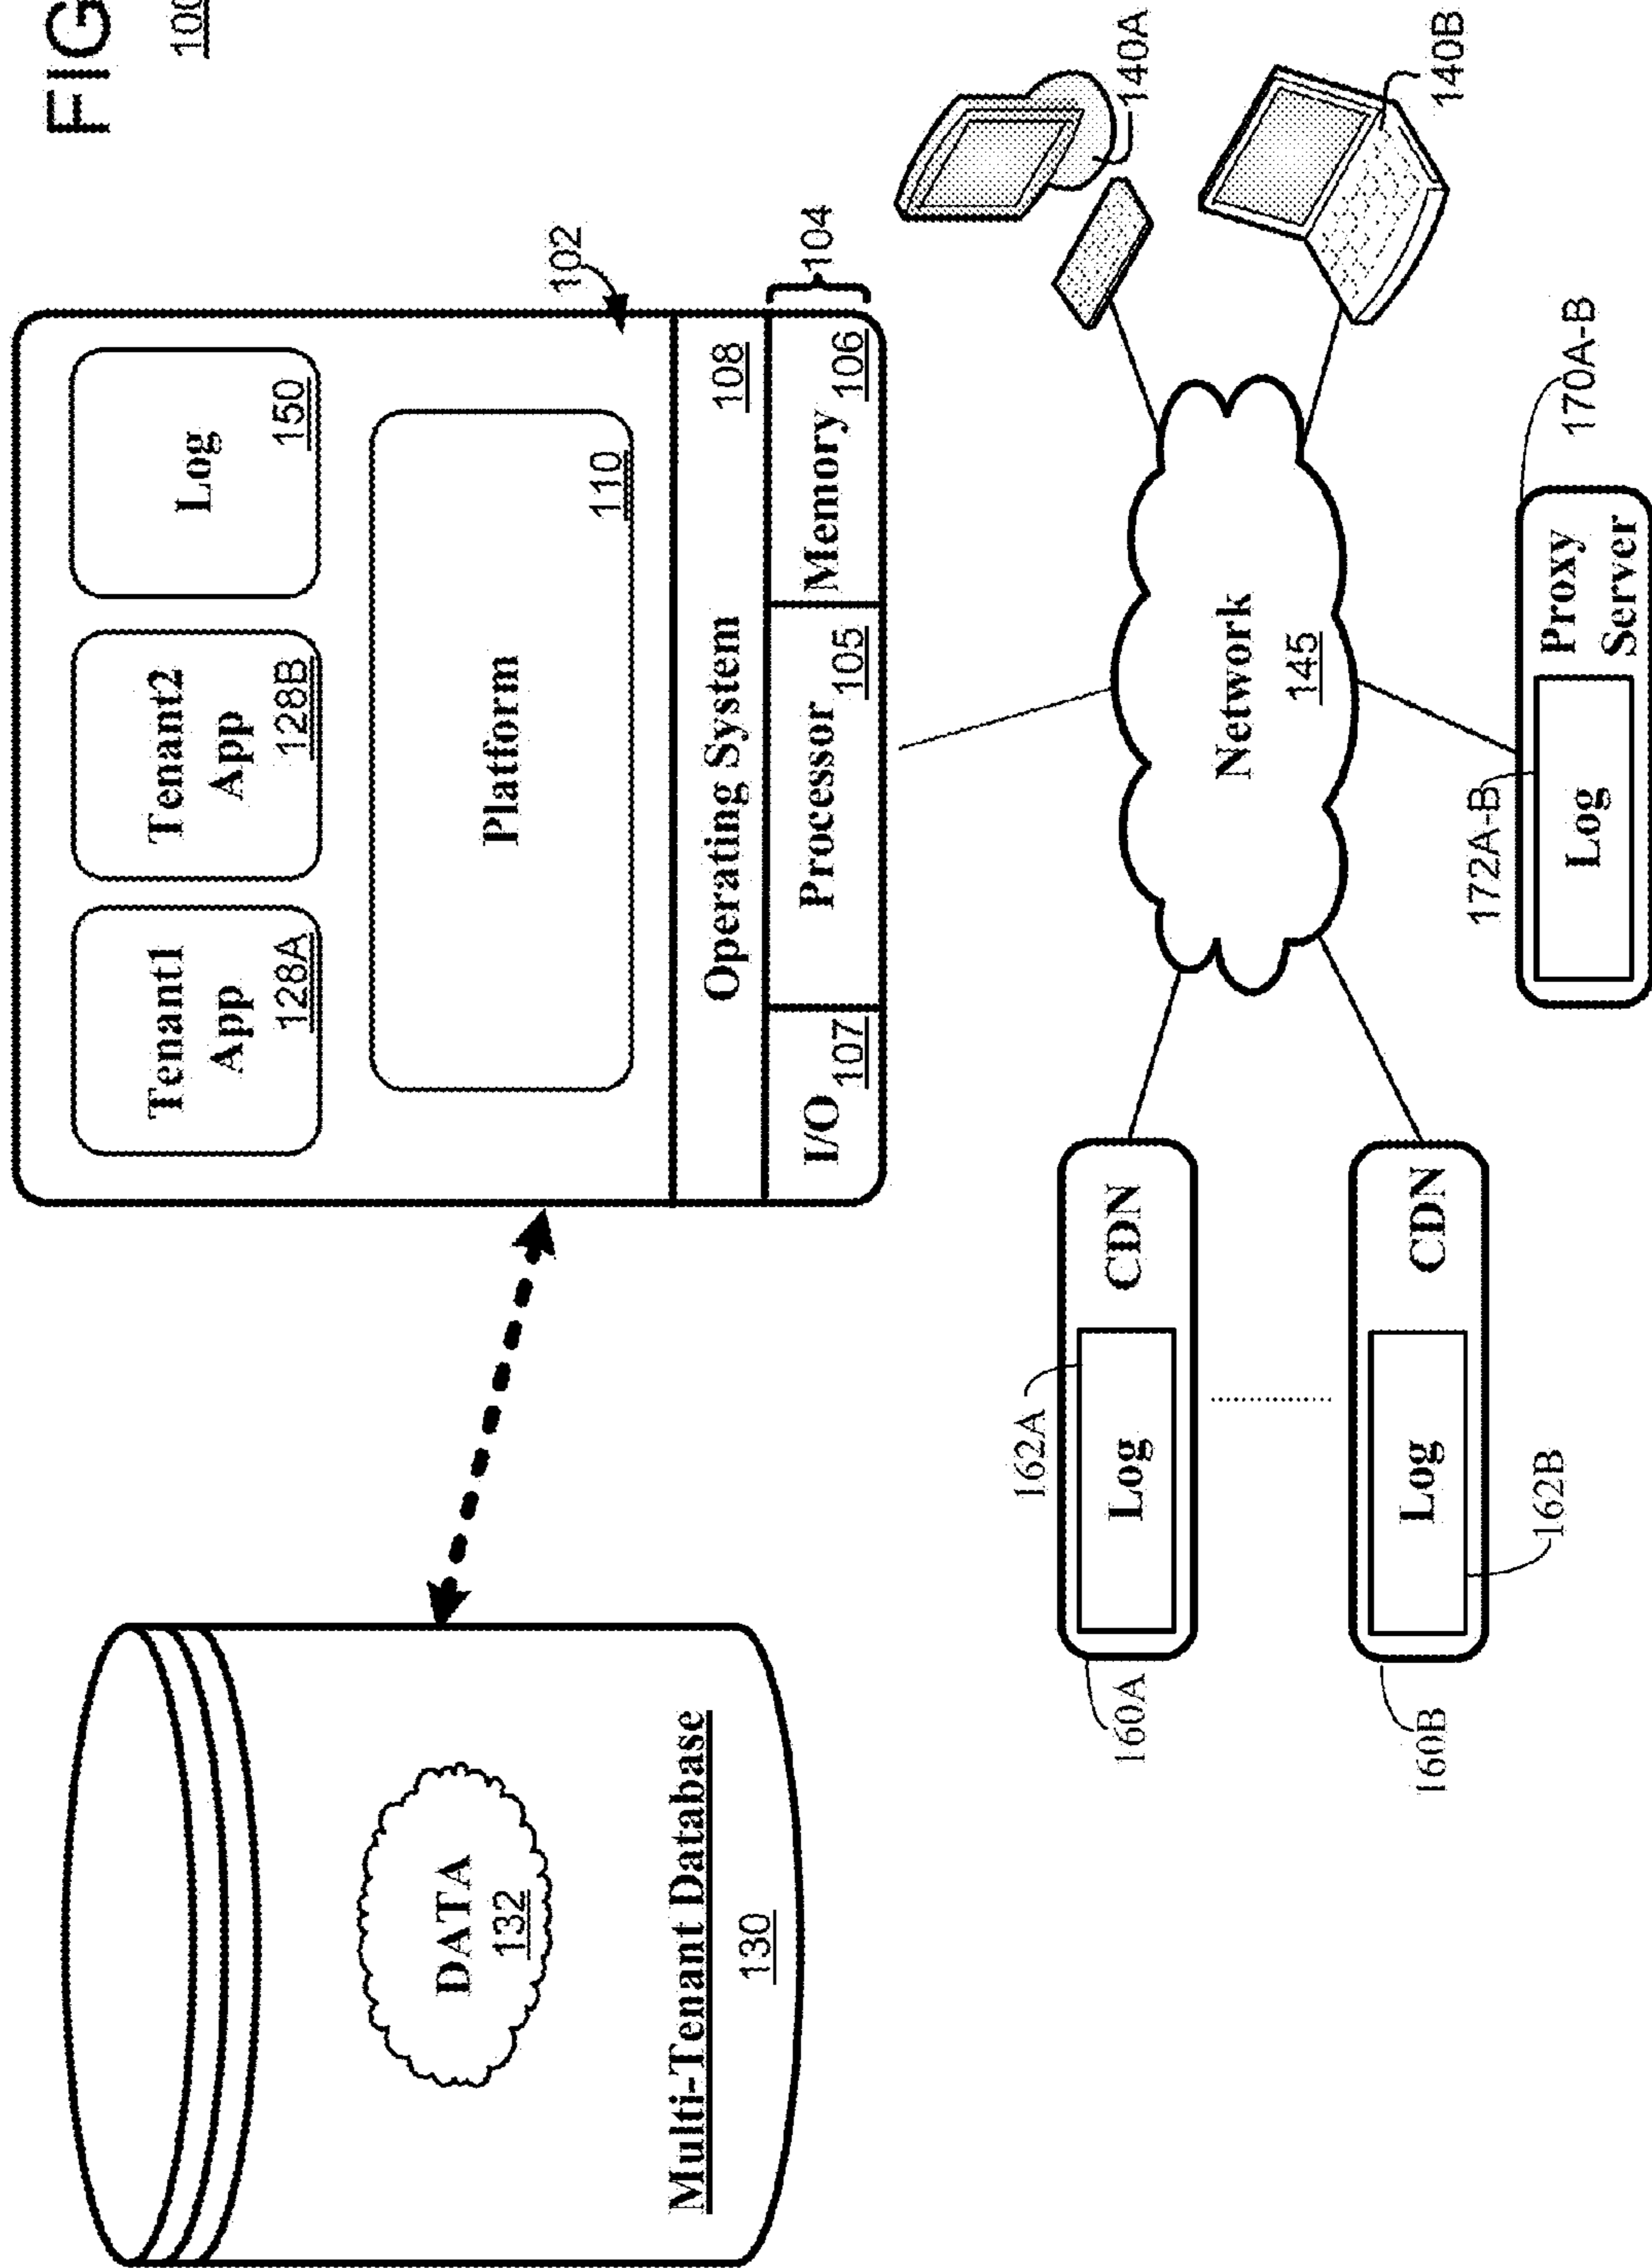 FIG
100
Tenant1
App
128A
Tenant2
App
128B
Log
150
Platform
110
102
Operating System
108
I/O
107
Processor
105
Memory
106
104
DATA
132
Multi-Tenant Database
130
Network
145
140A
140B
162A
Log
CDN
160A
Log
CDN
160B
162B
172A-B
170A-B
Log
Proxy
Server